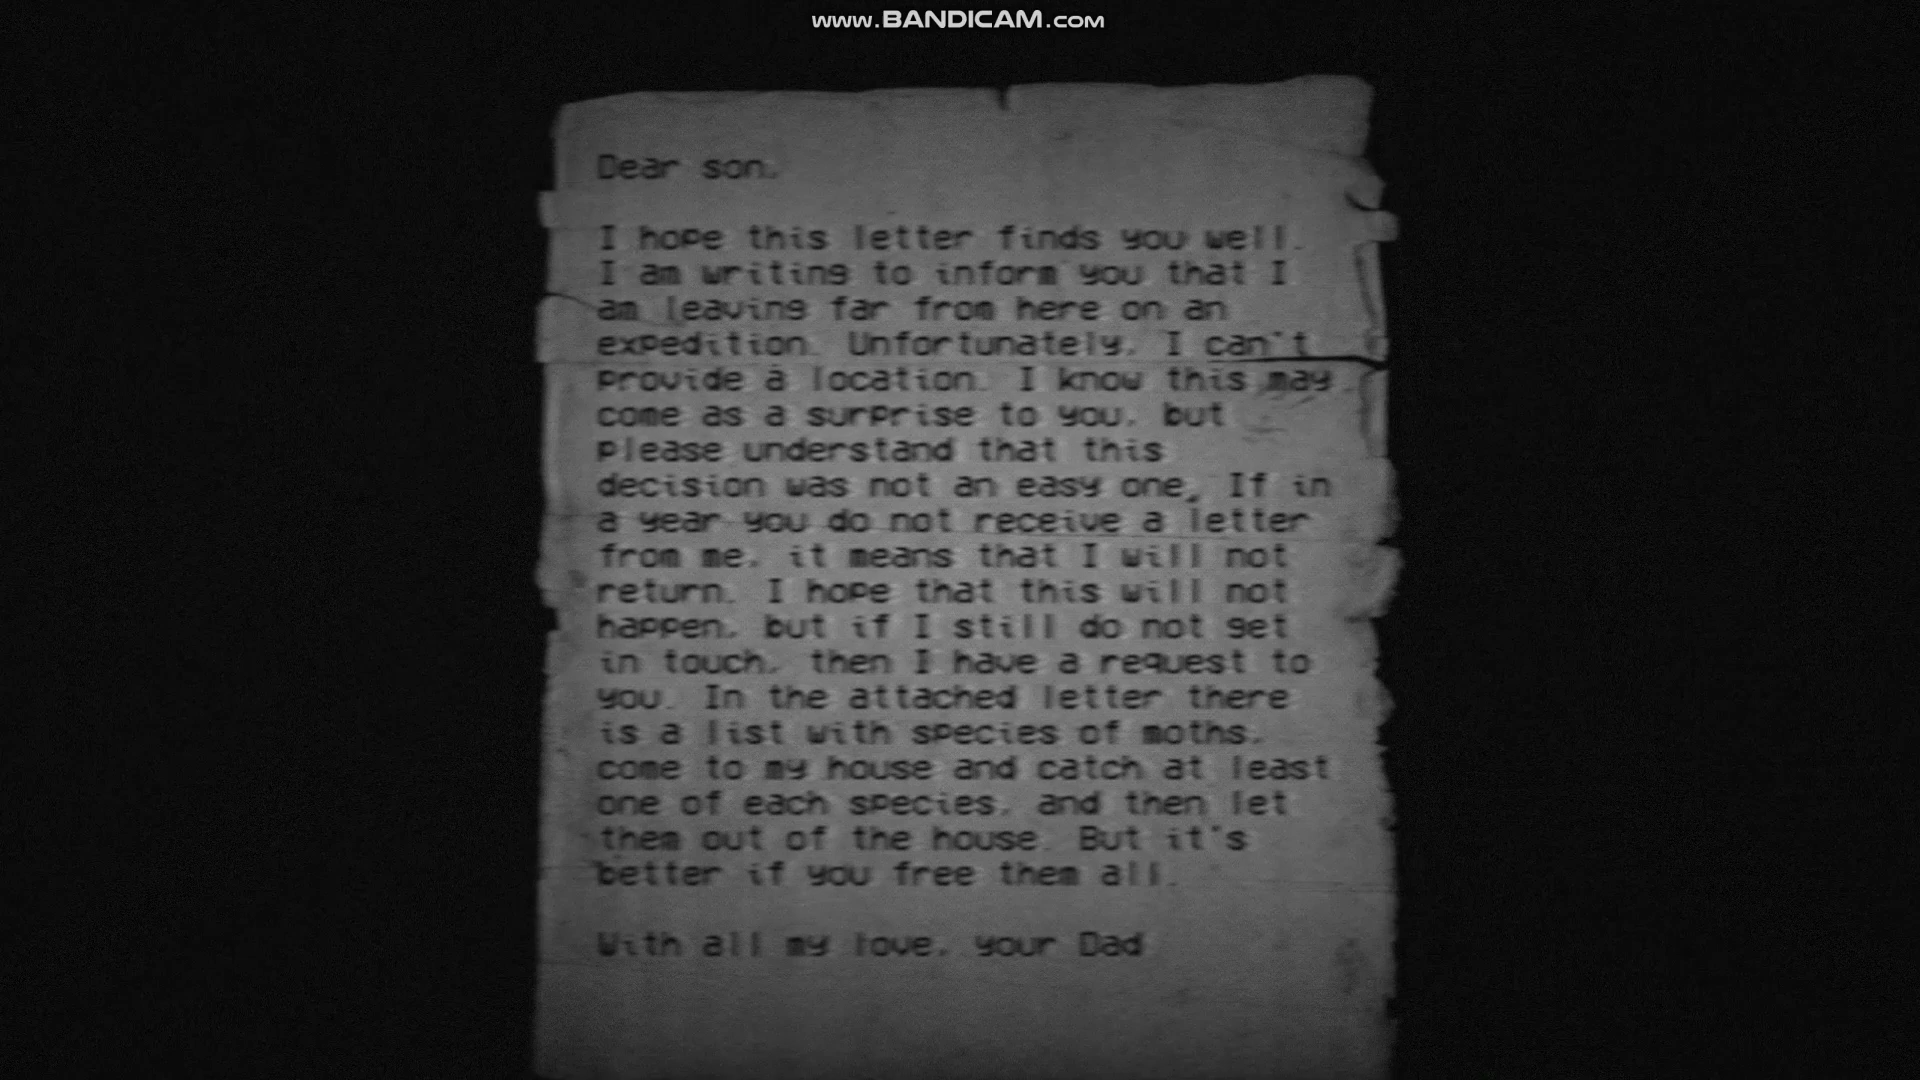 www.BANDICAM.com
Dear son,
I hope this letter finds you well.
I am writing to inform you that I
am leaving far from here on an
expedition. Unfortunately, I can't
provide a location. I know this may
come as a surprise to you, but
please understand that this
decision was not an easy one, If in
a year you do not receive a letter
from me, it means that I will not
return. I hope that this will not
happen, but if I still do not get
in touch, then I have a request to
you. In the attached letter there
is a list with species of moths,
come to my house and catch at least
one of each species, and then let
them out of the house. But it's
better if you free them all.
With all my love, your Dad